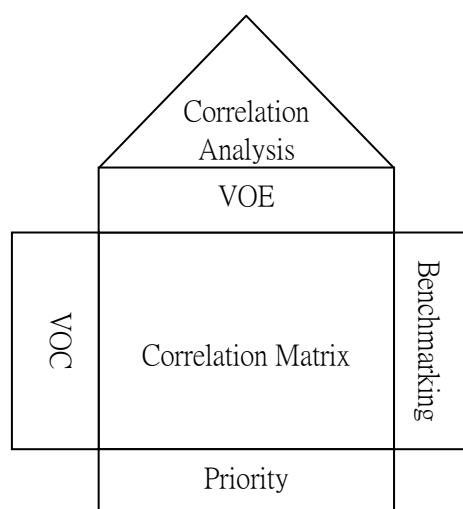 Correlation
Analysis
VOE
VOC
Correlation Matrix
Benchmarking
Priority